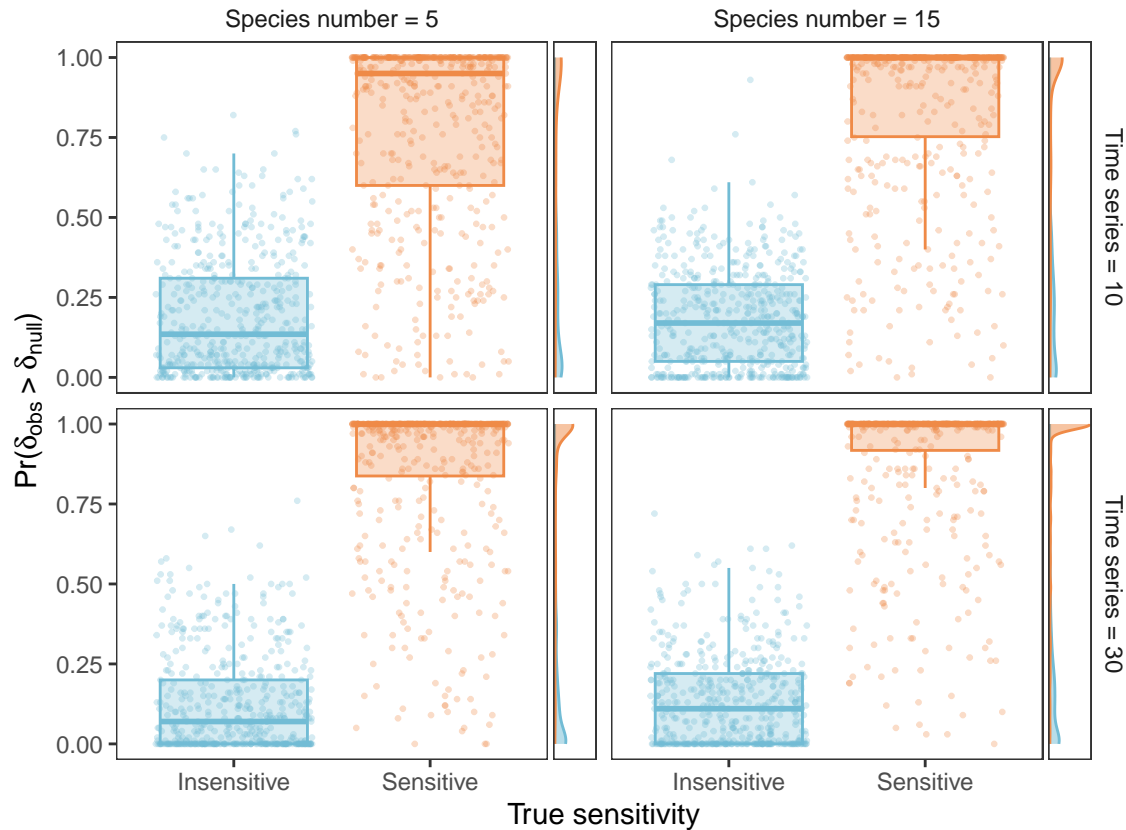 Species number = 5
Species number = 15
Pr(δobs > δnull)
1.00
0.75
0.50
0.25
0.00
Time series = 10
1.00
0.75
0.50
0.25
0.00
Time series = 30
Insensitive
Sensitive
Insensitive
Sensitive
True sensitivity